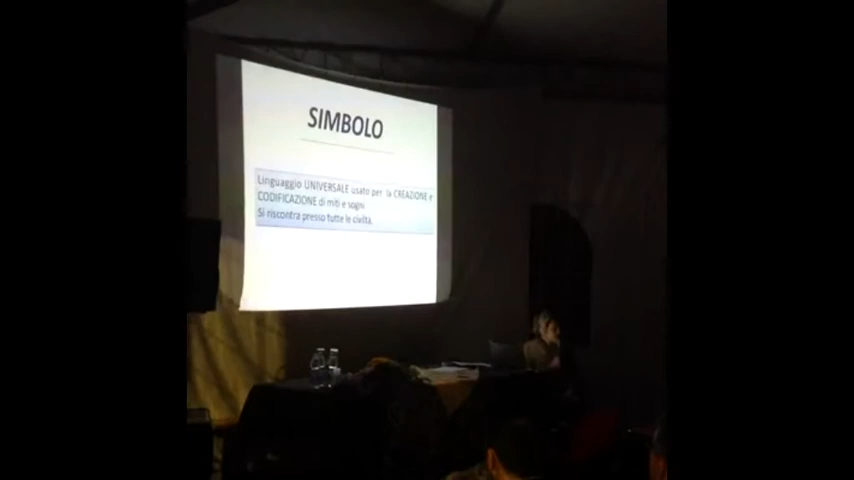 SIMBOLO
Linguaggio UNIVERSALE usato per la CREAZIONE e
CODIFICAZIONE di miti e sogni.
Si riscontra presso tutte le civiltà.